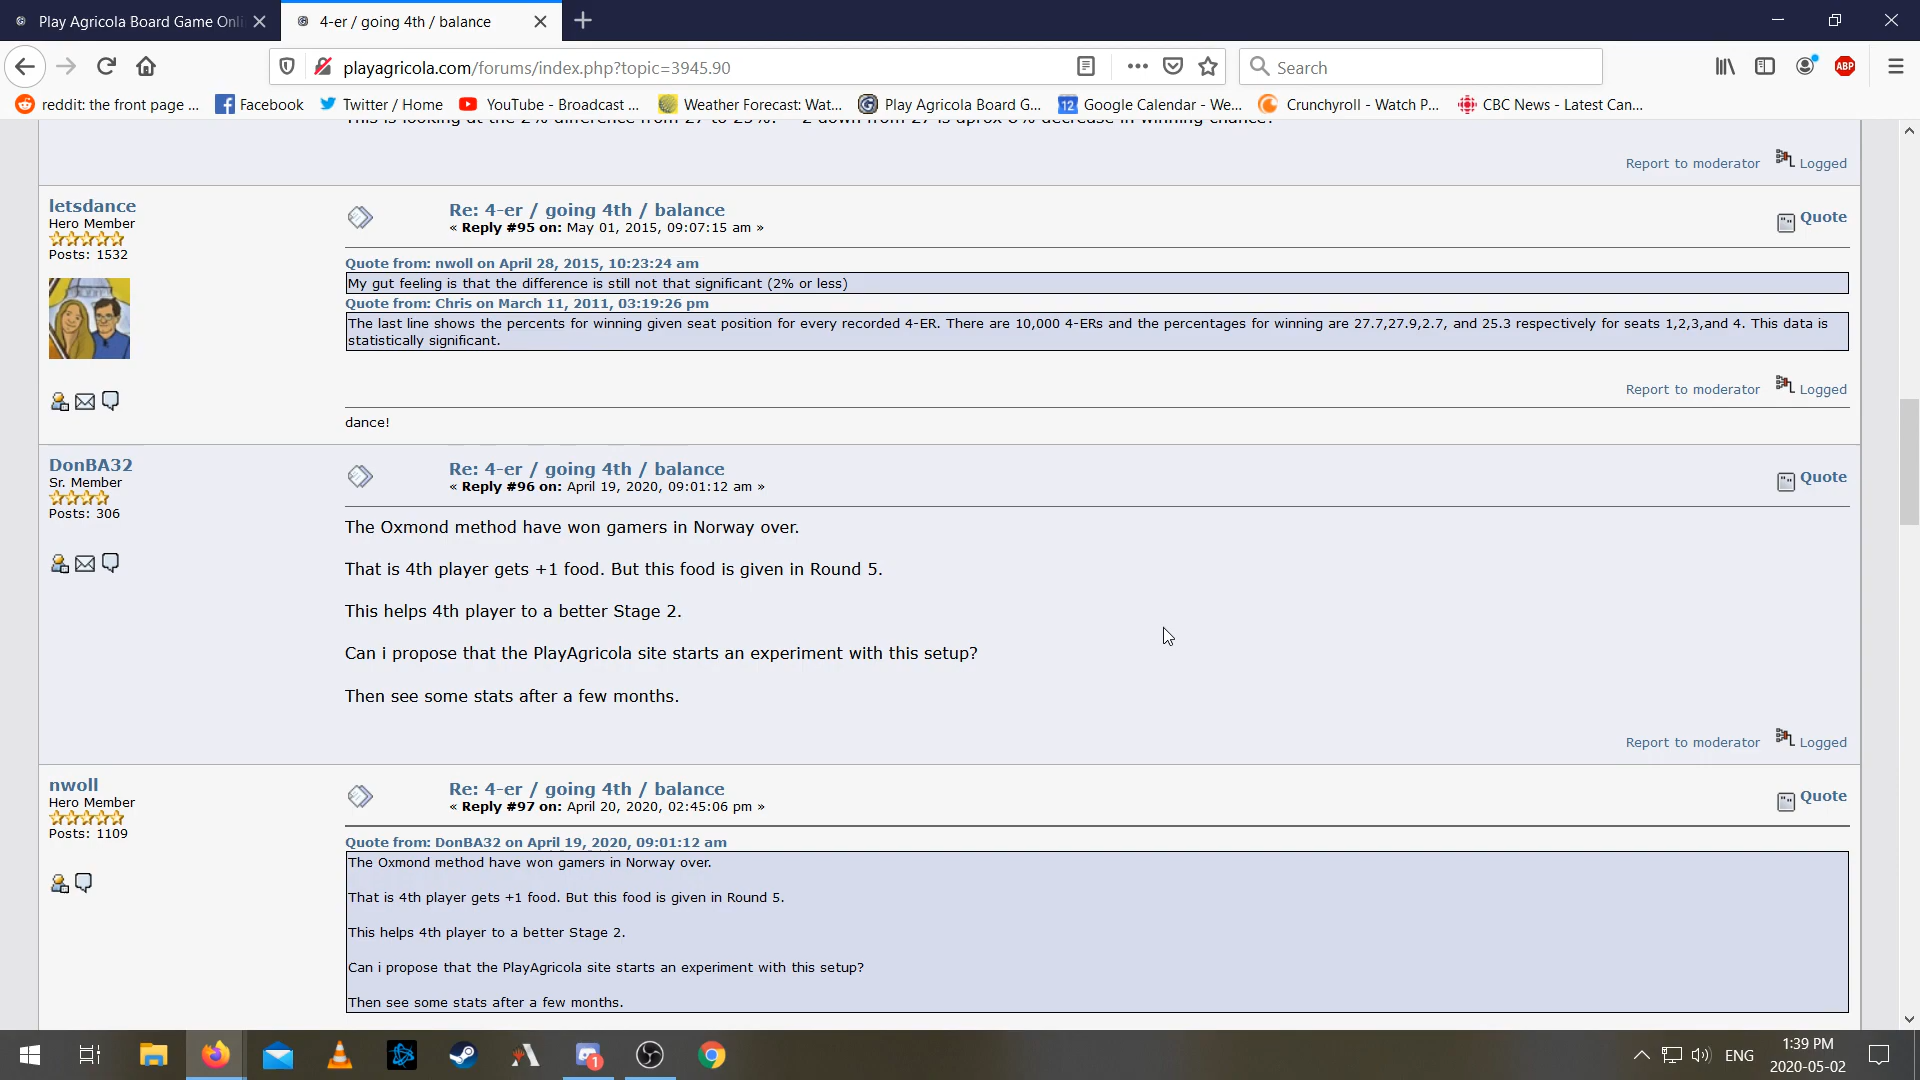 Play Agricola Board Game Onli
4-er / going 4th / balance
playagricola.com/forums/index.php?topic=3945.90
Search
ABP
reddit: the front page ...
Facebook
Twitter / Home
YouTube - Broadcast ...
Weather Forecast: Wat...
Play Agricola Board G...
12
Google Calendar - We...
Crunchyroll - Watch P...
CBC News - Latest Can...
Report to moderator
Logged
letsdance
Hero Member
Posts: 1532
Re: 4-er / going 4th / balance
« Reply #95 on: May 01, 2015, 09:07:15 am »
Quote
Quote from: nwoll on April 28, 2015, 10:23:24 am
My gut feeling is that the difference is still not that significant (2% or less)
Quote from: Chris on March 11, 2011, 03:19:26 pm
The last line shows the percents for winning given seat position for every recorded 4-ER. There are 10,000 4-ERs and the percentages for winning are 27.7,27.9,2.7, and 25.3 respectively for seats 1,2,3,and 4. This data is
statistically significant.
Report to moderator
Logged
dance!
DonBA32
Sr. Member
Posts: 306
Re: 4-er / going 4th / balance
« Reply #96 on: April 19, 2020, 09:01:12 am »
Quote
The Oxmond method have won gamers in Norway over.
That is 4th player gets +1 food. But this food is given in Round 5.
This helps 4th player to a better Stage 2.
Can i propose that the PlayAgricola site starts an experiment with this setup?
Then see some stats after a few months.
Report to moderator
Logged
nwoll
Hero Member
Posts: 1109
Re: 4-er / going 4th / balance
« Reply #97 on: April 20, 2020, 02:45:06 pm »
Quote
Quote from: DonBA32 on April 19, 2020, 09:01:12 am
The Oxmond method have won gamers in Norway over.
That is 4th player gets +1 food. But this food is given in Round 5.
This helps 4th player to a better Stage 2.
Can i propose that the PlayAgricola site starts an experiment with this setup?
Then see some stats after a few months.
1
ENG
1:39 PM
2020-05-02